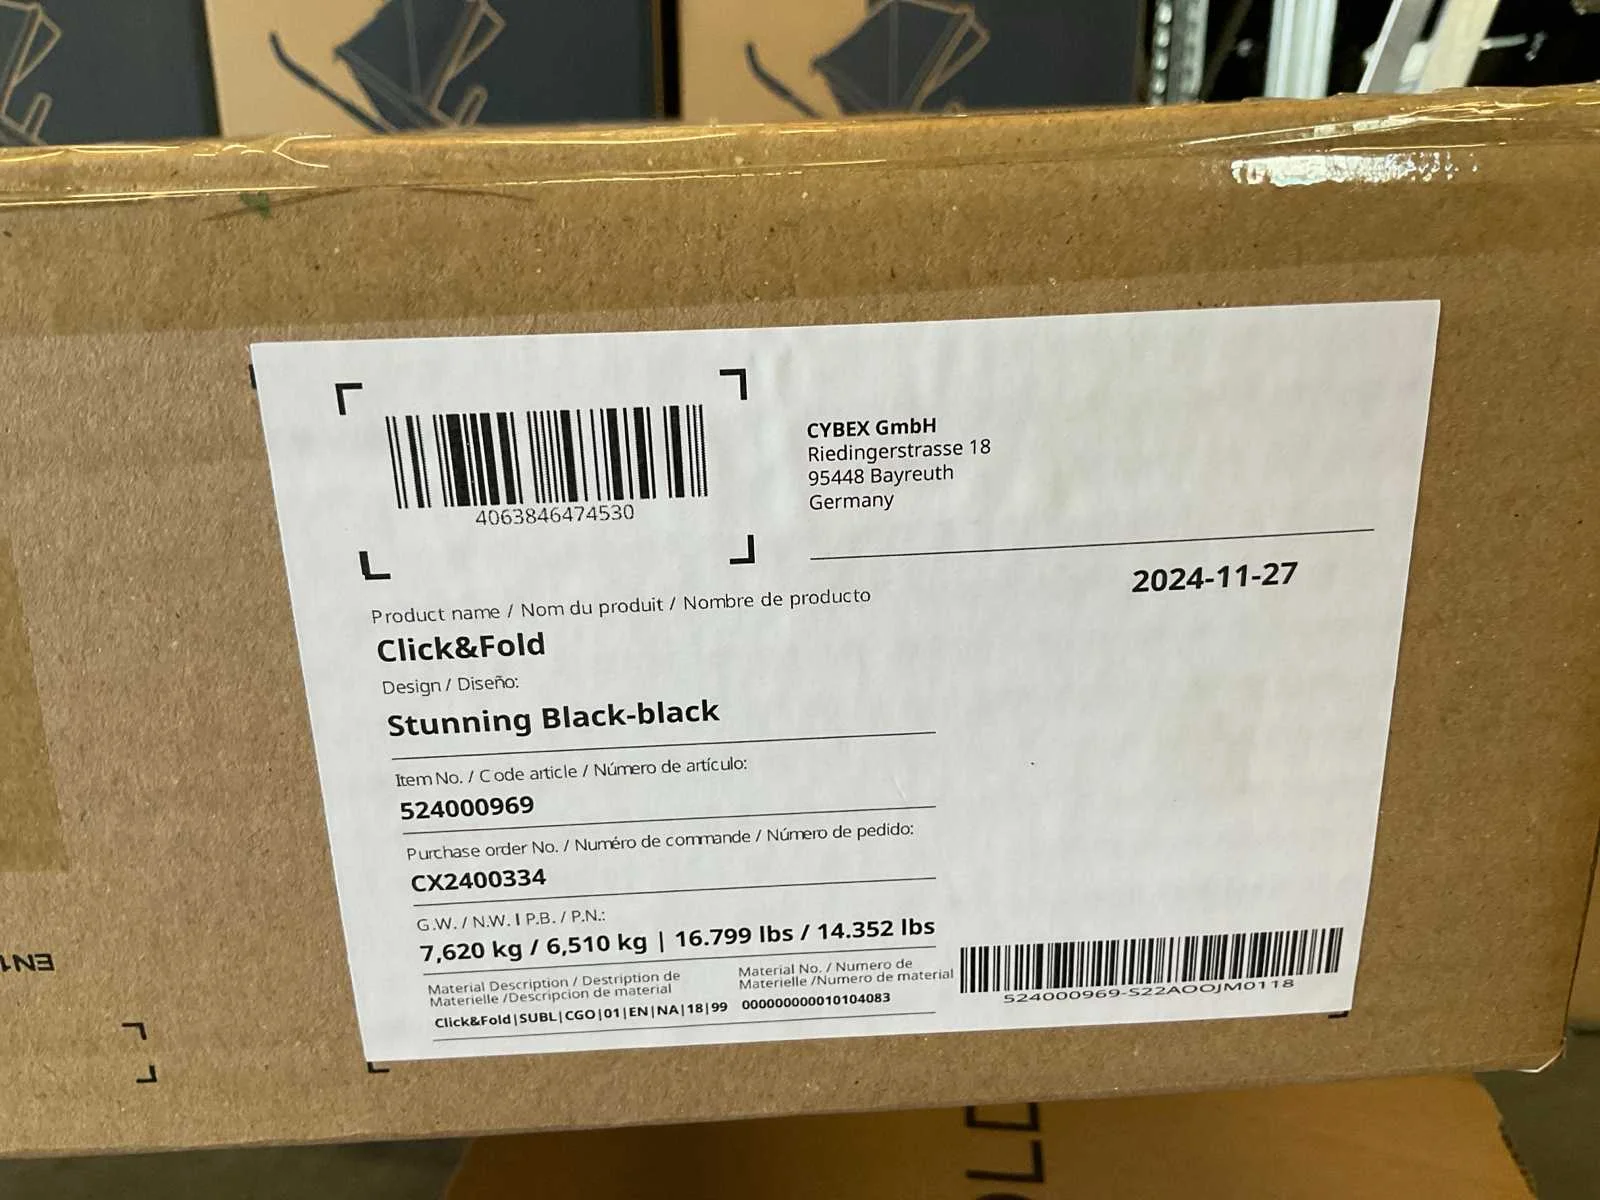 4063846474530
CYBEX GmbH
Riedingerstrasse 18
95448 Bayreuth
Germany
2024-11-27
Product name / Nom du produit / Nombre de producto
Click&Fold
Design / Diseño:
Stunning Black-black
Item No. / Code article / Número de artículo:
524000969
Purchase order No. / Numéro de commande / Número de pedido:
CX2400334
G.W. / N.W. I P.B. / P.N.:
7,620 kg / 6,510 kg | 16.799 lbs / 14.352 lbs
Material Description / Destription de
Materielle /Descripcion de material
Click&Fold|SUBL|CGO|01|EN|NA|18|99
Material No. / Numero de
Materielle /Numero de material
000000000010104083
524000969-S22AOOJM0118